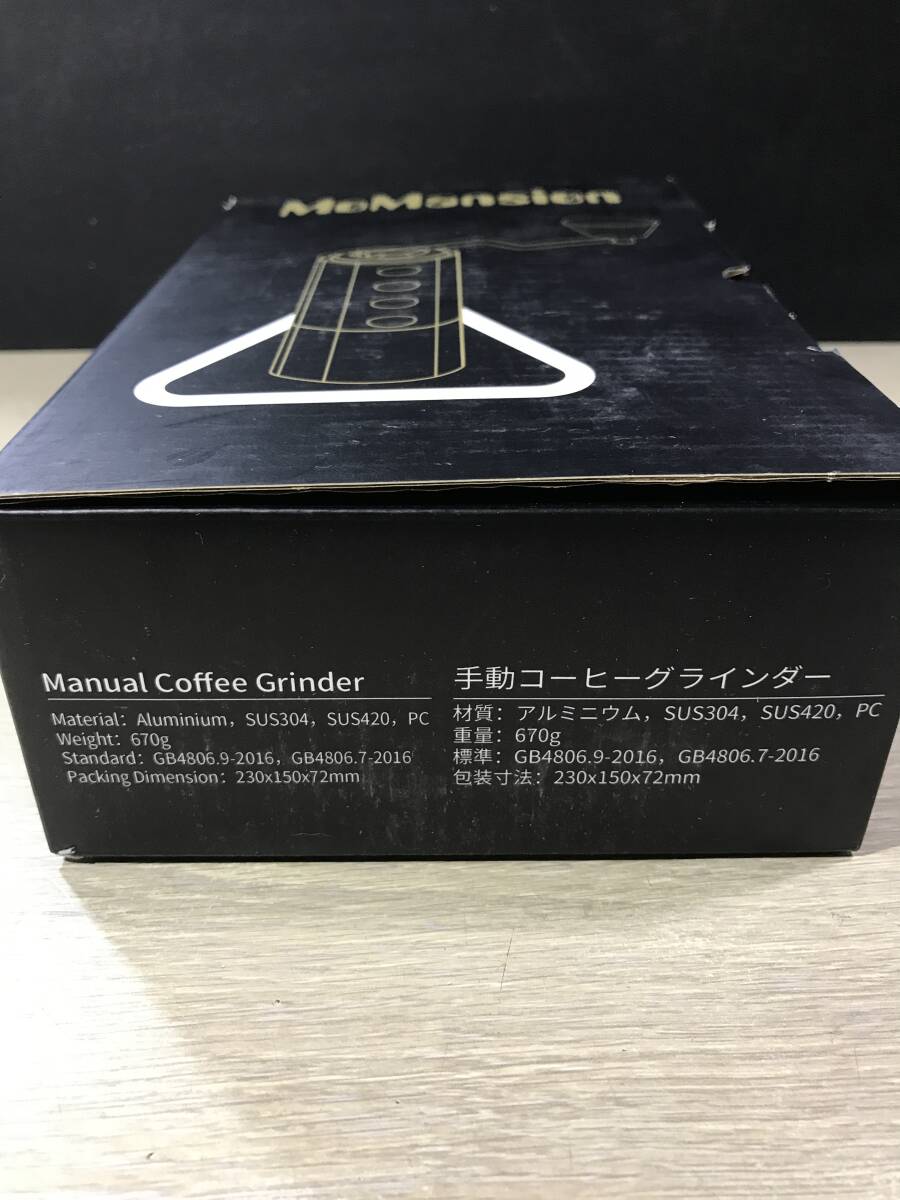 MoMansion
Manual Coffee Grinder
Material: Aluminium, SUS304, SUS420, PC
Weight: 670g
Standard: GB4806.9-2016, GB4806.7-2016
Packing Dimension: 230x150x72mm
手動コーヒーグラインダー
材質: アルミニウム, SUS304, SUS420, PC
重量: 670g
標準: GB4806.9-2016, GB4806.7-2016
包装寸法: 230x150x72mm